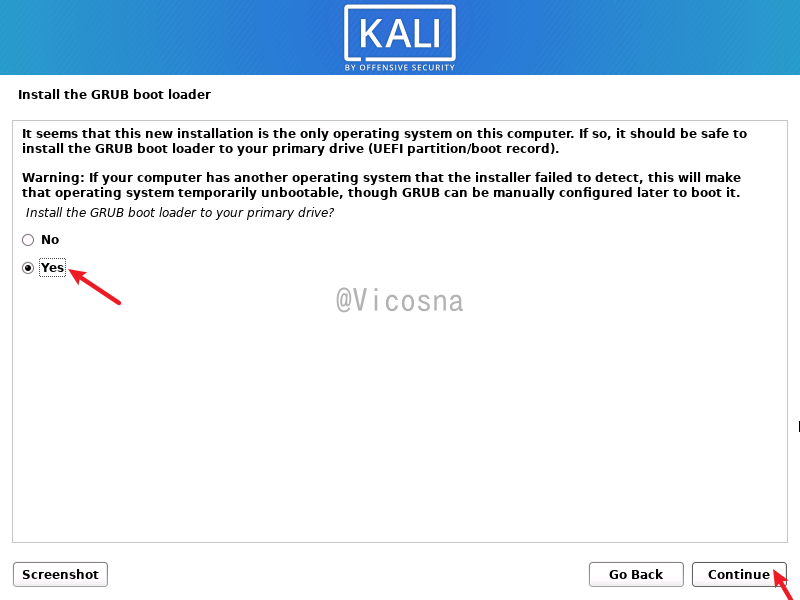 KALI
BY OFFENSIVE SECURITY
Install the GRUB boot loader
It seems that this new installation is the only operating system on this computer. If so, it should be safe to
install the GRUB boot loader to your primary drive (UEFI partition/boot record).
Warning: If your computer has another operating system that the installer failed to detect, this will make
that operating system temporarily unbootable, though GRUB can be manually configured later to boot it.
Install the GRUB boot loader to your primary drive?
No
Yes
@Vicosna
Screenshot
Go Back
Continue